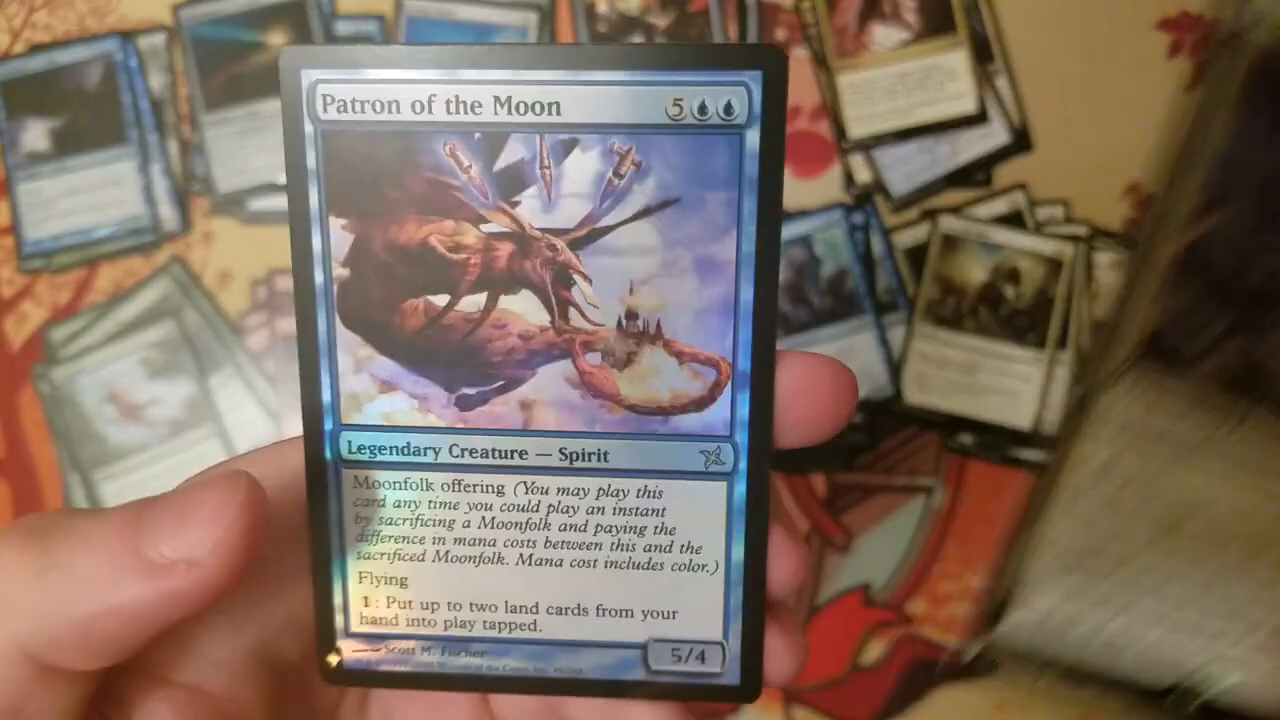 Patron of the Moon 5
Legendary Creature — Spirit
Moonfolk offering (You may play this
card any time you could play an instant
by sacrificing a Moonfolk and paying the
difference in mana costs between this and the
sacrificed Moonfolk. Mana cost includes color.)
Flying
1: Put up to two land cards from your
hand into play tapped.
Scott M. Fischer
5/4